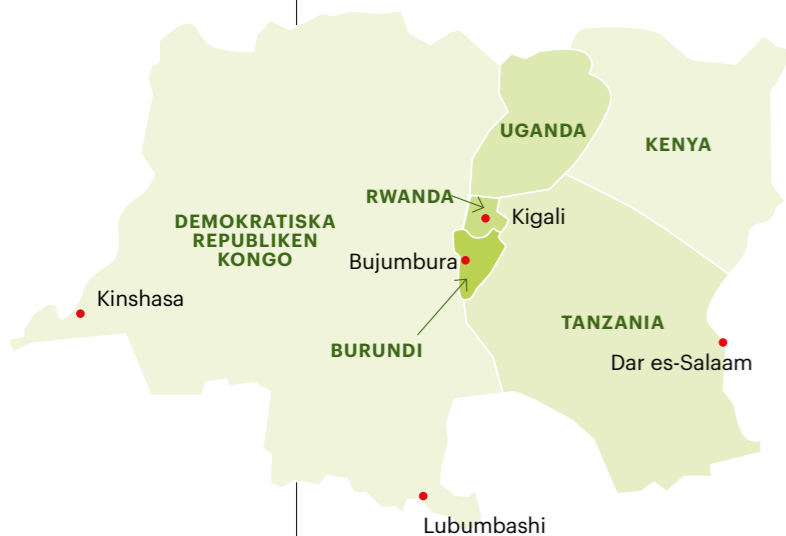 UGANDA
KENYA
RWANDA
Kigali
DEMOKRATISKA
REPUBLIKEN
KONGO
Bujumbura
Kinshasa
TANZANIA
BURUNDI
Dar es-Salaam
Lubumbashi